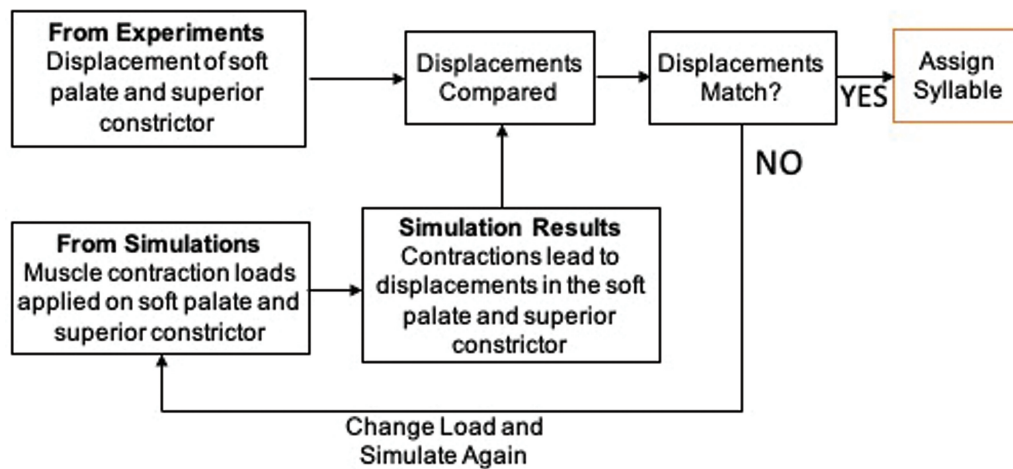 From Experiments
Displacement of soft
palate and superior
constrictor
Displacements
Compared
Displacements
Match?
YES
Assign
Syllable
NO
From Simulations
Muscle contraction loads
applied on soft palate and
superior constrictor
Simulation Results
Contractions lead to
displacements in the soft
palate and superior
constrictor
Change Load and
Simulate Again